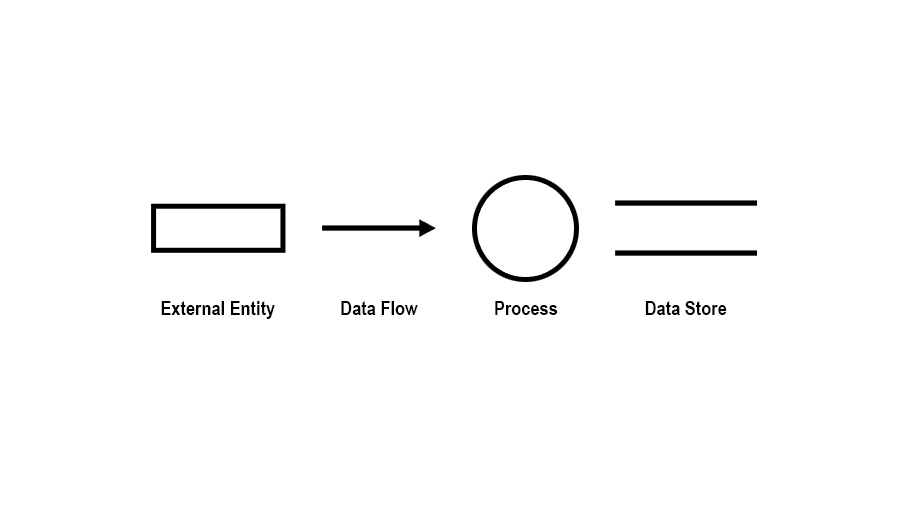 External Entity
Data Flow
Process
Data Store